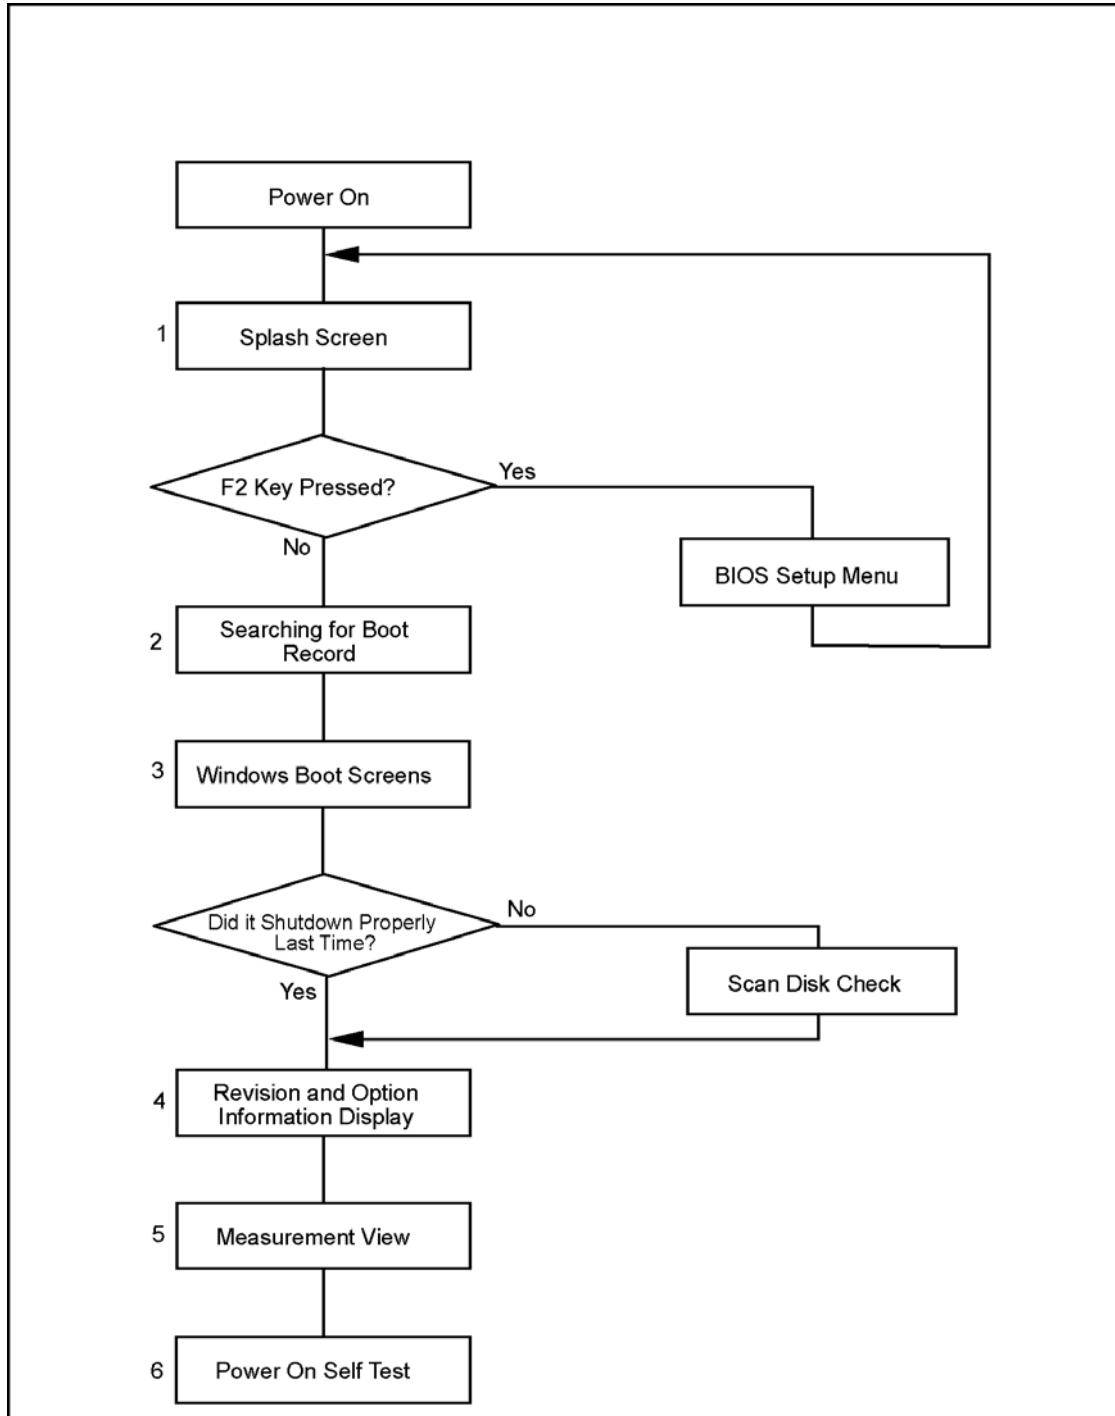 Power On
1
Splash Screen
F2 Key Pressed?
Yes
No
BIOS Setup Menu
2
Searching for Boot
Record
3
Windows Boot Screens
Did it Shutdown Properly
Last Time?
No
Yes
Scan Disk Check
4
Revision and Option
Information Display
5
Measurement View
6
Power On Self Test